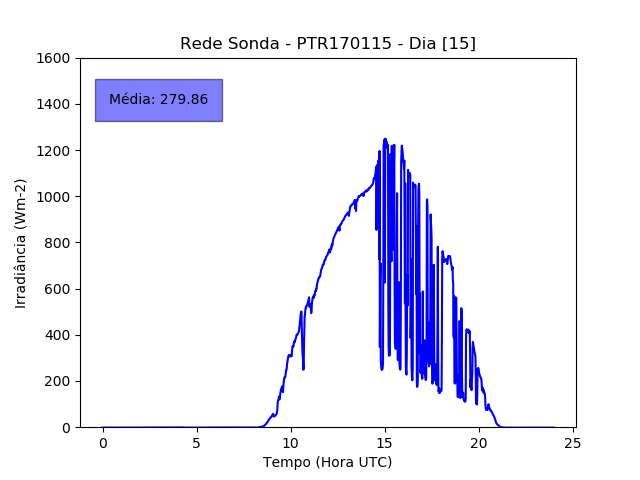 Rede Sonda - PTR170115 - Dia [15]
1600
1400
1200
1000
800
600
400
200
0
Irradiância (Wm-2)
Média: 279.86
0 5 10 15 20 25
Tempo (Hora UTC)